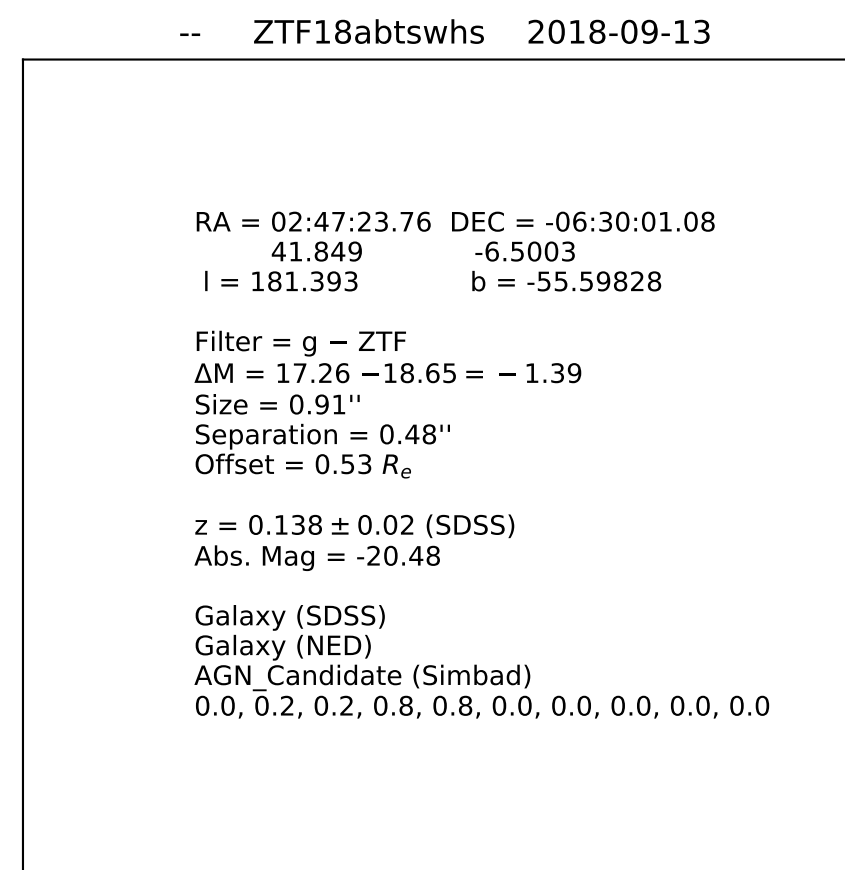 -- ZTF18abtswhs 2018-09-13
RA = 02:47:23.76 DEC = -06:30:01.08
41.849 -6.5003
l = 181.393 b = -55.59828
Filter = g − ZTF
ΔM = 17.26 −18.65 = − 1.39
Size = 0.91''
Separation = 0.48''
Offset = 0.53 Re
z = 0.138 ± 0.02 (SDSS)
Abs. Mag = -20.48
Galaxy (SDSS)
Galaxy (NED)
AGN_Candidate (Simbad)
0.0, 0.2, 0.2, 0.8, 0.8, 0.0, 0.0, 0.0, 0.0, 0.0